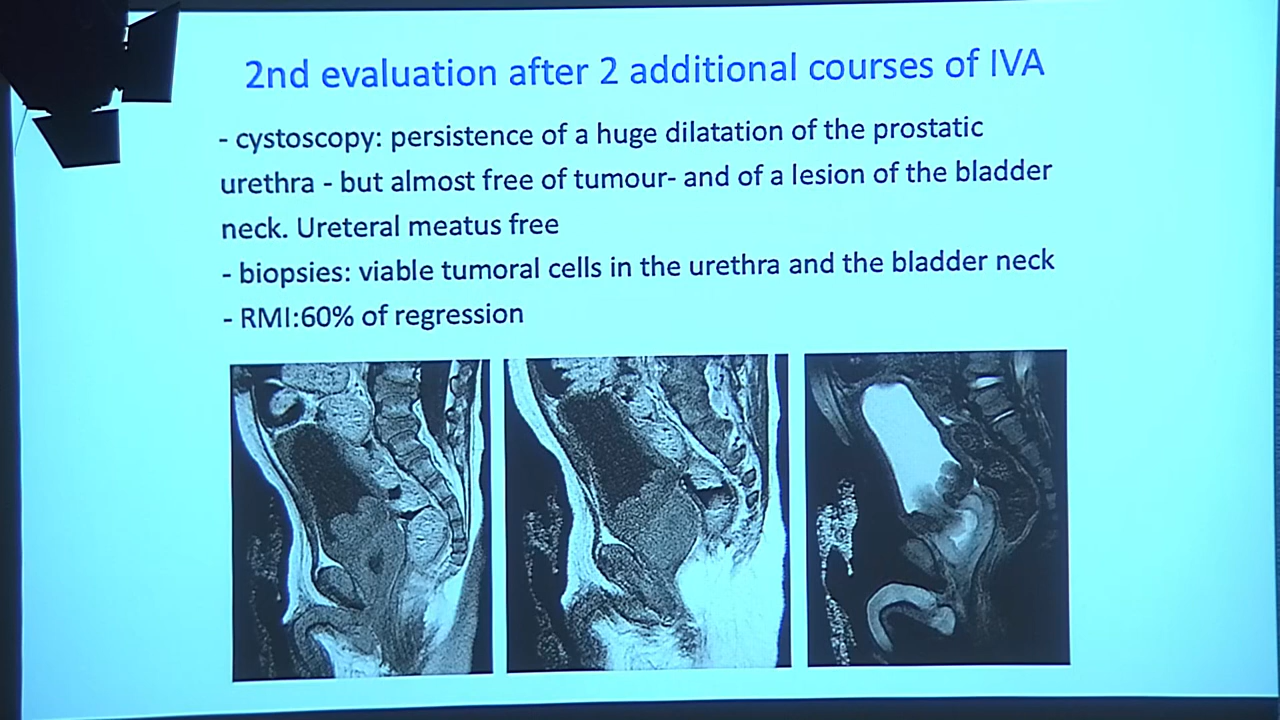 2nd evaluation after 2 additional courses of IVA
- cystoscopy: persistence of a huge dilatation of the prostatic
urethra - but almost free of tumour- and of a lesion of the bladder
neck. Ureteral meatus free
- biopsies: viable tumoral cells in the urethra and the bladder neck
- RMI:60% of regression